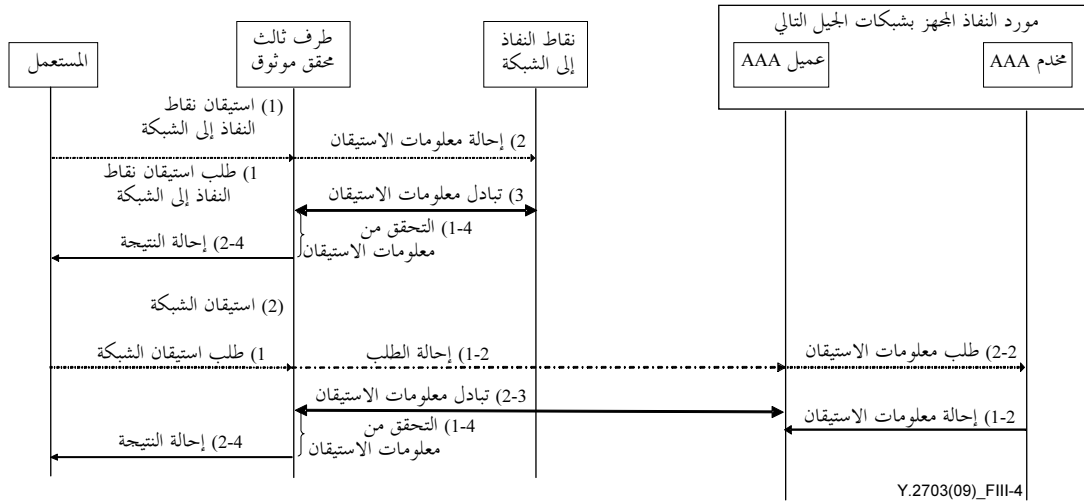 مورد النفاذ المجهز بشبكات الجيل التالي
المستعمل
طرف ثالث
محقق موثوق
نقاط النفاذ
إلى الشبكة
عميل AAA
مخدم AAA
(1) استيقان نقاط
النفاذ إلى الشبكة
2) إحالة معلومات الاستيقان
1) طلب استيقان نقاط
النفاذ إلى الشبكة
3) تبادل معلومات الاستيقان
1-4) التحقق من
معلومات الاستيقان
2-4) إحالة النتيجة
(2) استيقان الشبكة
1) طلب استيقان الشبكة
1-2) إحالة الطلب
2-2) طلب معلومات الاستيقان
2-3) تبادل معلومات الاستيقان
1-2) إحالة معلومات الاستيقان
1-4) التحقق من
معلومات الاستيقان
2-4) إحالة النتيجة
Y.2703(09)_FIII-4